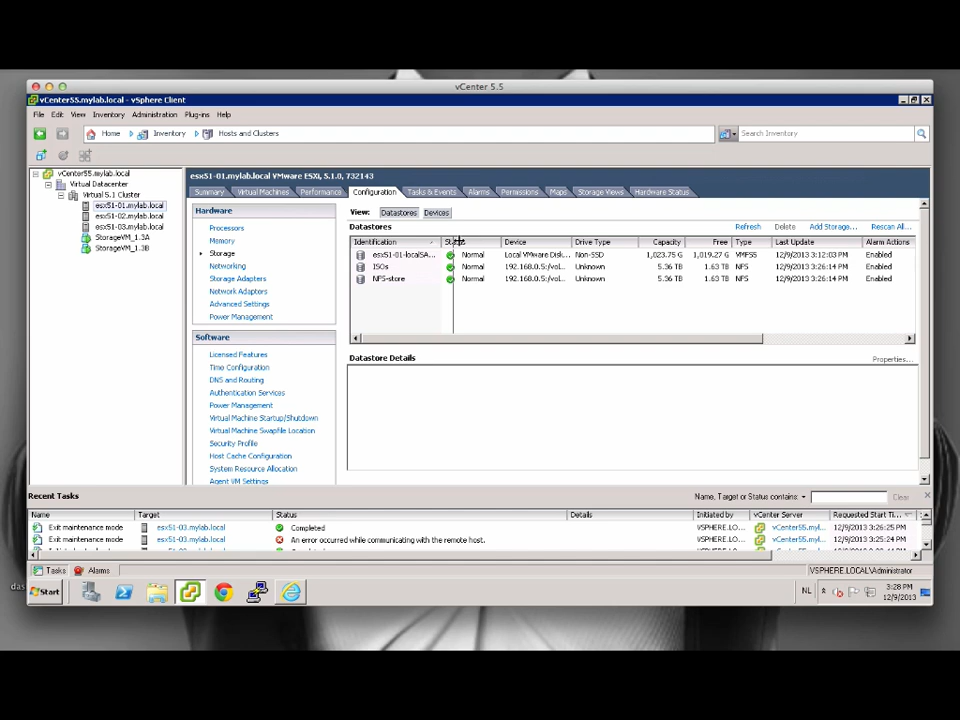 vCenter 5.5
vCenter55.mylab.local - vSphere Client
File Edit View Inventory Administration Plug-ins Help
Home Inventory Hosts and Clusters Search Inventory
vCenter55.mylab.local
Virtual Datacenter
Virtual 5.1 Cluster
esx51-01.mylab.local
esx51-02.mylab.local
esx51-03.mylab.local
StorageVM_1.3A
StorageVM_1.3B
esx51-01.mylab.local VMware ESXi, 5.1.0, 732143
Summary Virtual Machines Performance Configuration Tasks & Events Alarms Permissions Maps Storage Views Hardware Status
Hardware
Processors
Memory
Storage
Networking
Storage Adapters
Network Adapters
Advanced Settings
Power Management
Software
Licensed Features
Time Configuration
DNS and Routing
Authentication Services
Power Management
Virtual Machine Startup/Shutdown
Virtual Machine Swapfile Location
Security Profile
Host Cache Configuration
System Resource Allocation
Agent VM Settings
View: Datastores Devices
Datastores Refresh Delete Add Storage... Rescan All...
Identification Device Drive Type Capacity Free Type Last Update Alarm Actions
esx51-01-localSA... Normal Local VMware Disk... Non-SSD 1,023.75 G 1,019.27 G VMFS5 12/9/2013 3:12:03 PM Enabled
ISOs Normal 192.168.0.5:/vol... Unknown 5.36 TB 1.63 TB NFS 12/9/2013 3:26:14 PM Enabled
NFS-store Normal 192.168.0.5:/vol... Unknown 5.36 TB 1.63 TB NFS 12/9/2013 3:26:14 PM Enabled
Datastore Details Properties...
Recent Tasks Name, Target or Status contains: Clear
Name Target Status Details Initiated by vCenter Server Requested Start Ti...
Exit maintenance mode esx51-03.mylab.local Completed VSPHERE.LO... vCenter55.myl... 12/9/2013 3:26:25 PM
Exit maintenance mode esx51-03.mylab.local An error occurred while communicating with the remote host. VSPHERE.LO... vCenter55.myl...
Tasks Alarms VSPHERE.LOCAL\Administrator
das
Start NL 3:28 PM
12/9/2013